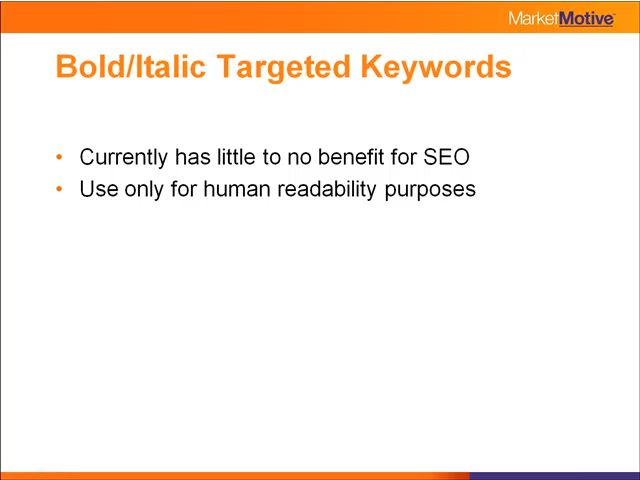 MarketMotive
Bold/Italic Targeted Keywords
• Currently has little to no benefit for SEO
• Use only for human readability purposes